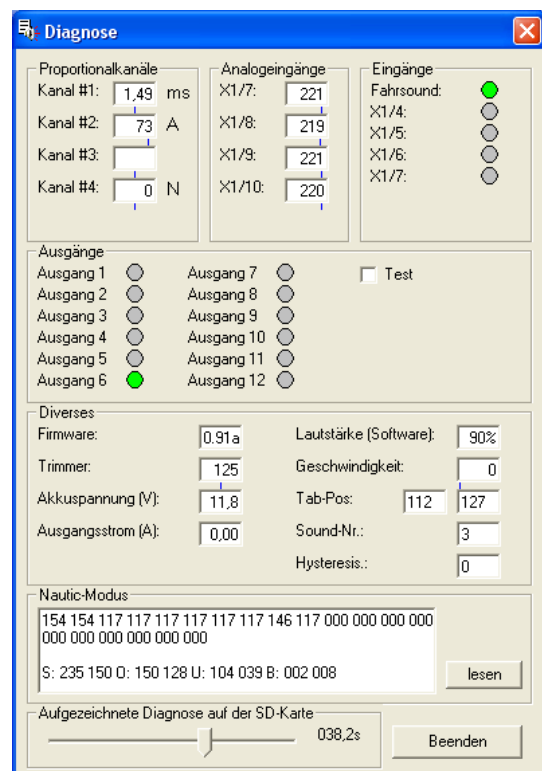 Diagnose
Proportionalkanäle
Kanal #1: 1,49 ms
Kanal #2: 73 A
Kanal #3:
Kanal #4: 0 N
Analogeingänge
X1/7: 221
X1/8: 219
X1/9: 221
X1/10: 220
Eingänge
Fahrsound:
X1/4:
X1/5:
X1/6:
X1/7:
Ausgänge
Ausgang 1
Ausgang 2
Ausgang 3
Ausgang 4
Ausgang 5
Ausgang 6
Ausgang 7
Ausgang 8
Ausgang 9
Ausgang 10
Ausgang 11
Ausgang 12
Test
Diverses
Firmware: 0.91a
Trimmer: 125
Akkuspannung (V): 11,8
Ausgangsstrom (A): 0,00
Lautstärke (Software): 90%
Geschwindigkeit: 0
Tab-Pos: 112 127
Sound-Nr.: 3
Hysteresis.: 0
Nautic-Modus
154 154 117 117 117 117 117 117 146 117 000 000 000 000
000 000 000 000 000 000
S: 235 150 O: 150 128 U: 104 039 B: 002 008
lesen
Aufgezeichnete Diagnose auf der SD-Karte
038,2s
Beenden